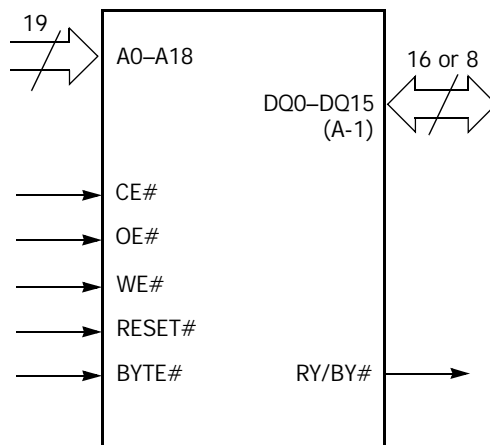 19
A0–A18
16 or 8
DQ0–DQ15
(A-1)
CE#
OE#
WE#
RESET#
BYTE#
RY/BY#